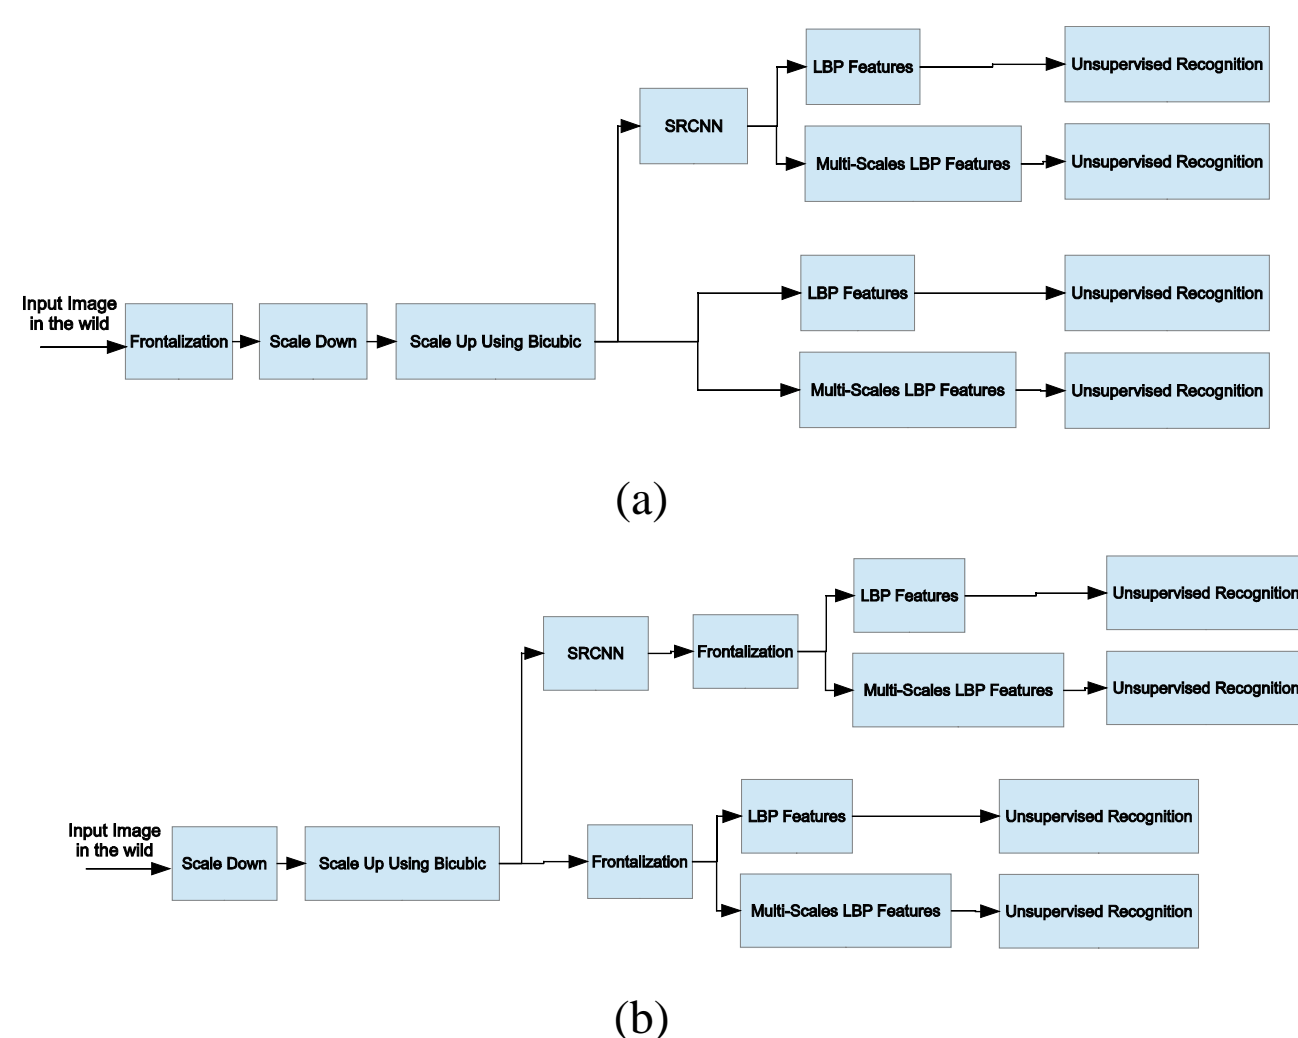 LBP Features
Unsupervised Recognition
SRCNN
Multi-Scales LBP Features
Unsupervised Recognition
LBP Features
Unsupervised Recognition
Input Image
in the wild
Frontalization
Scale Down
Scale Up Using Bicubic
Multi-Scales LBP Features
Unsupervised Recognition
(a)
LBP Features
Unsupervised Recognition
SRCNN
Frontalization
Multi-Scales LBP Features
Unsupervised Recognition
LBP Features
Unsupervised Recognition
Input Image
in the wild
Scale Down
Scale Up Using Bicubic
Frontalization
Multi-Scales LBP Features
Unsupervised Recognition
(b)